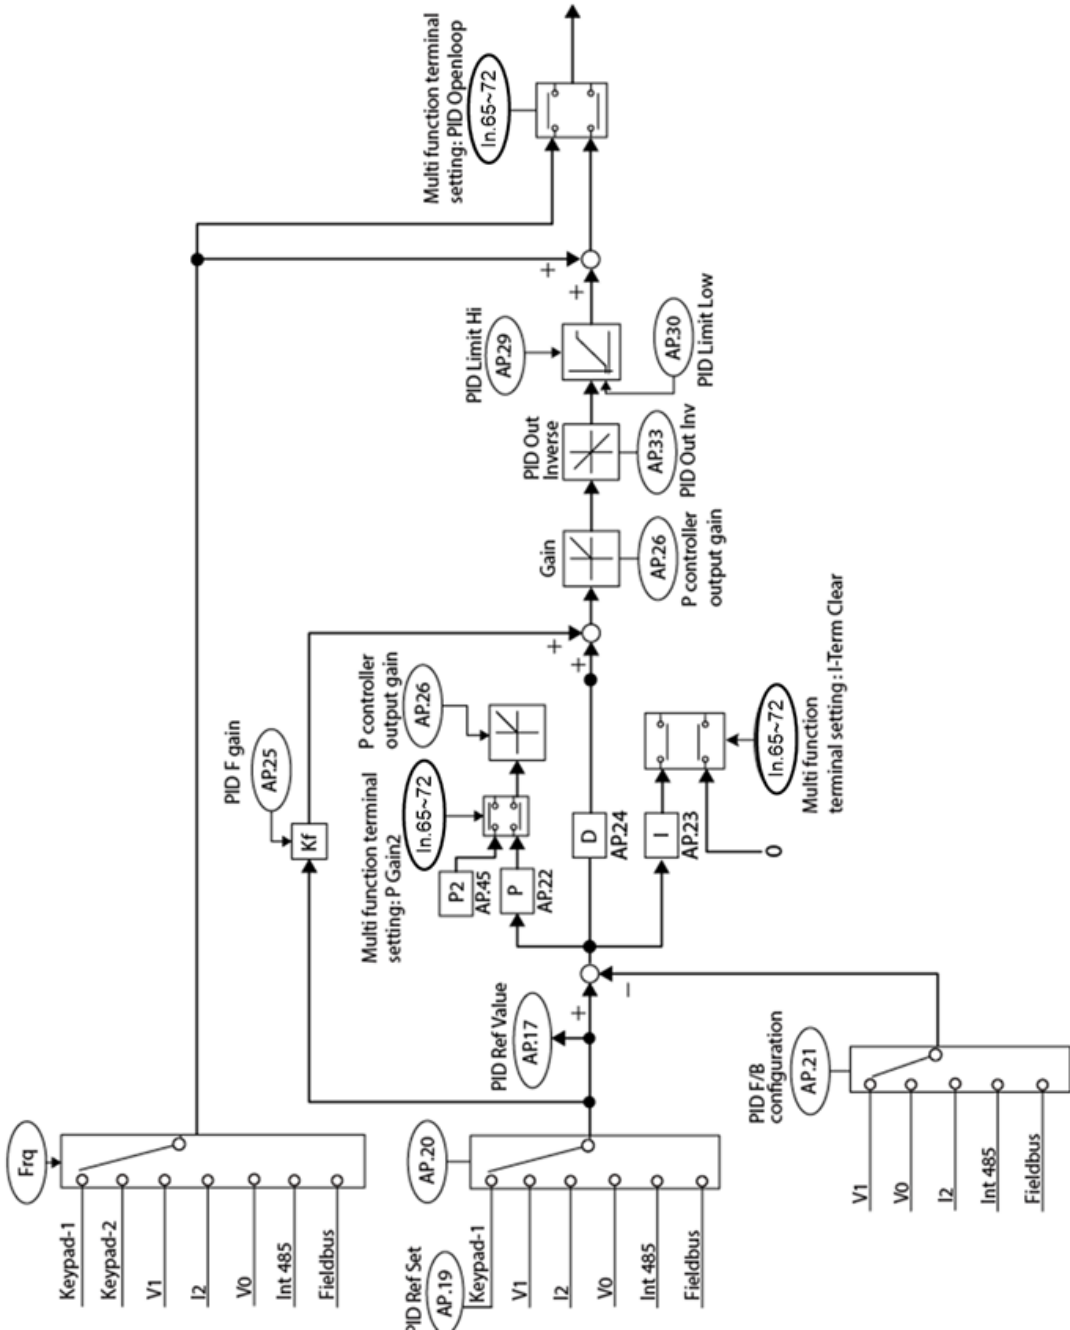 Multi function terminal
setting: PID Openloop
In.65~72
+
+
PID Limit Hi
AP.29
AP.30
PID Limit Low
PID Out
Inverse
AP.33
PID Out Inv
Gain
AP.26
P controller
output gain
+
+
PID F gain
AP.25
Kf
P controller
output gain
AP.26
Multi function terminal
setting: P Gain2
In.65~72
P2
AP.45
P
AP.22
D
AP.24
I
AP.23
0
In.65~72
Multi function
terminal setting : I-Term Clear
PID Ref Value
AP.17
+
−
PID F/B
configuration
AP.21
V1
V0
I2
Int 485
Fieldbus
Frq
Keypad-1
Keypad-2
V1
I2
V0
Int 485
Fieldbus
AP.20
PID Ref Set
AP.19
Keypad-1
V1
I2
V0
Int 485
Fieldbus